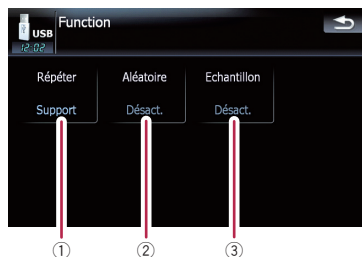 USB
Function
12:02
Répéter Aléatoire Echantillon
Support Désact. Désact.
① ② ③